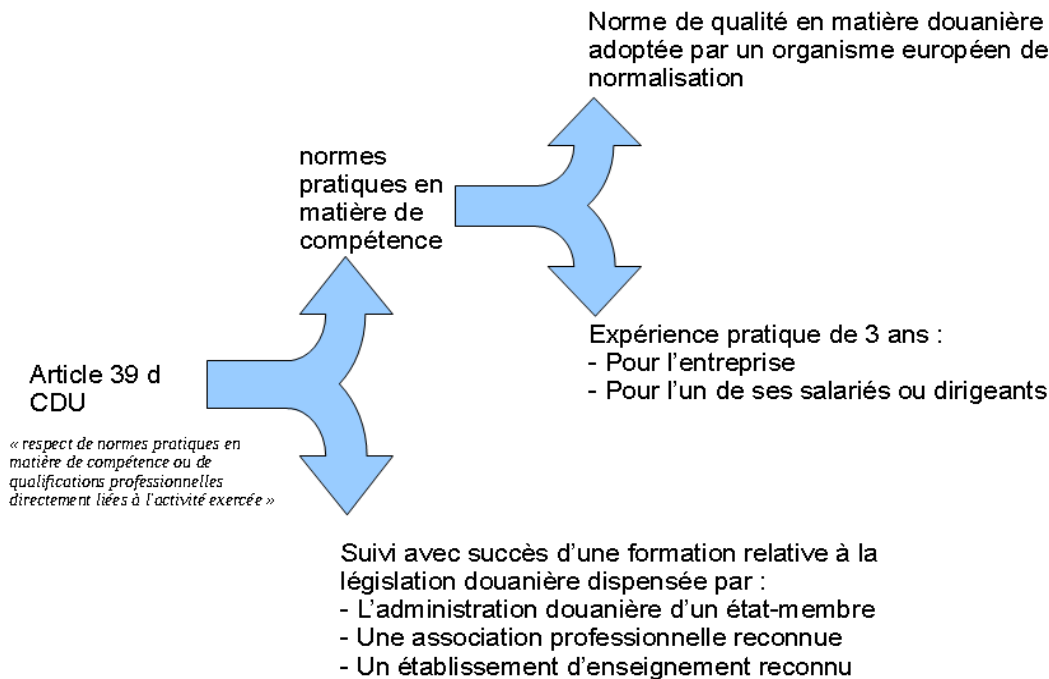 Norme de qualité en matière douanière
adoptée par un organisme européen de
normalisation
normes
pratiques en
matière de
compétence
Expérience pratique de 3 ans :
- Pour l'entreprise
- Pour l'un de ses salariés ou dirigeants
Article 39 d
CDU
« respect de normes pratiques en
matière de compétence ou de
qualifications professionnelles
directement liées à l'activité exercée »
Suivi avec succès d'une formation relative à la
législation douanière dispensée par :
- L'administration douanière d'un état-membre
- Une association professionnelle reconnue
- Un établissement d'enseignement reconnu